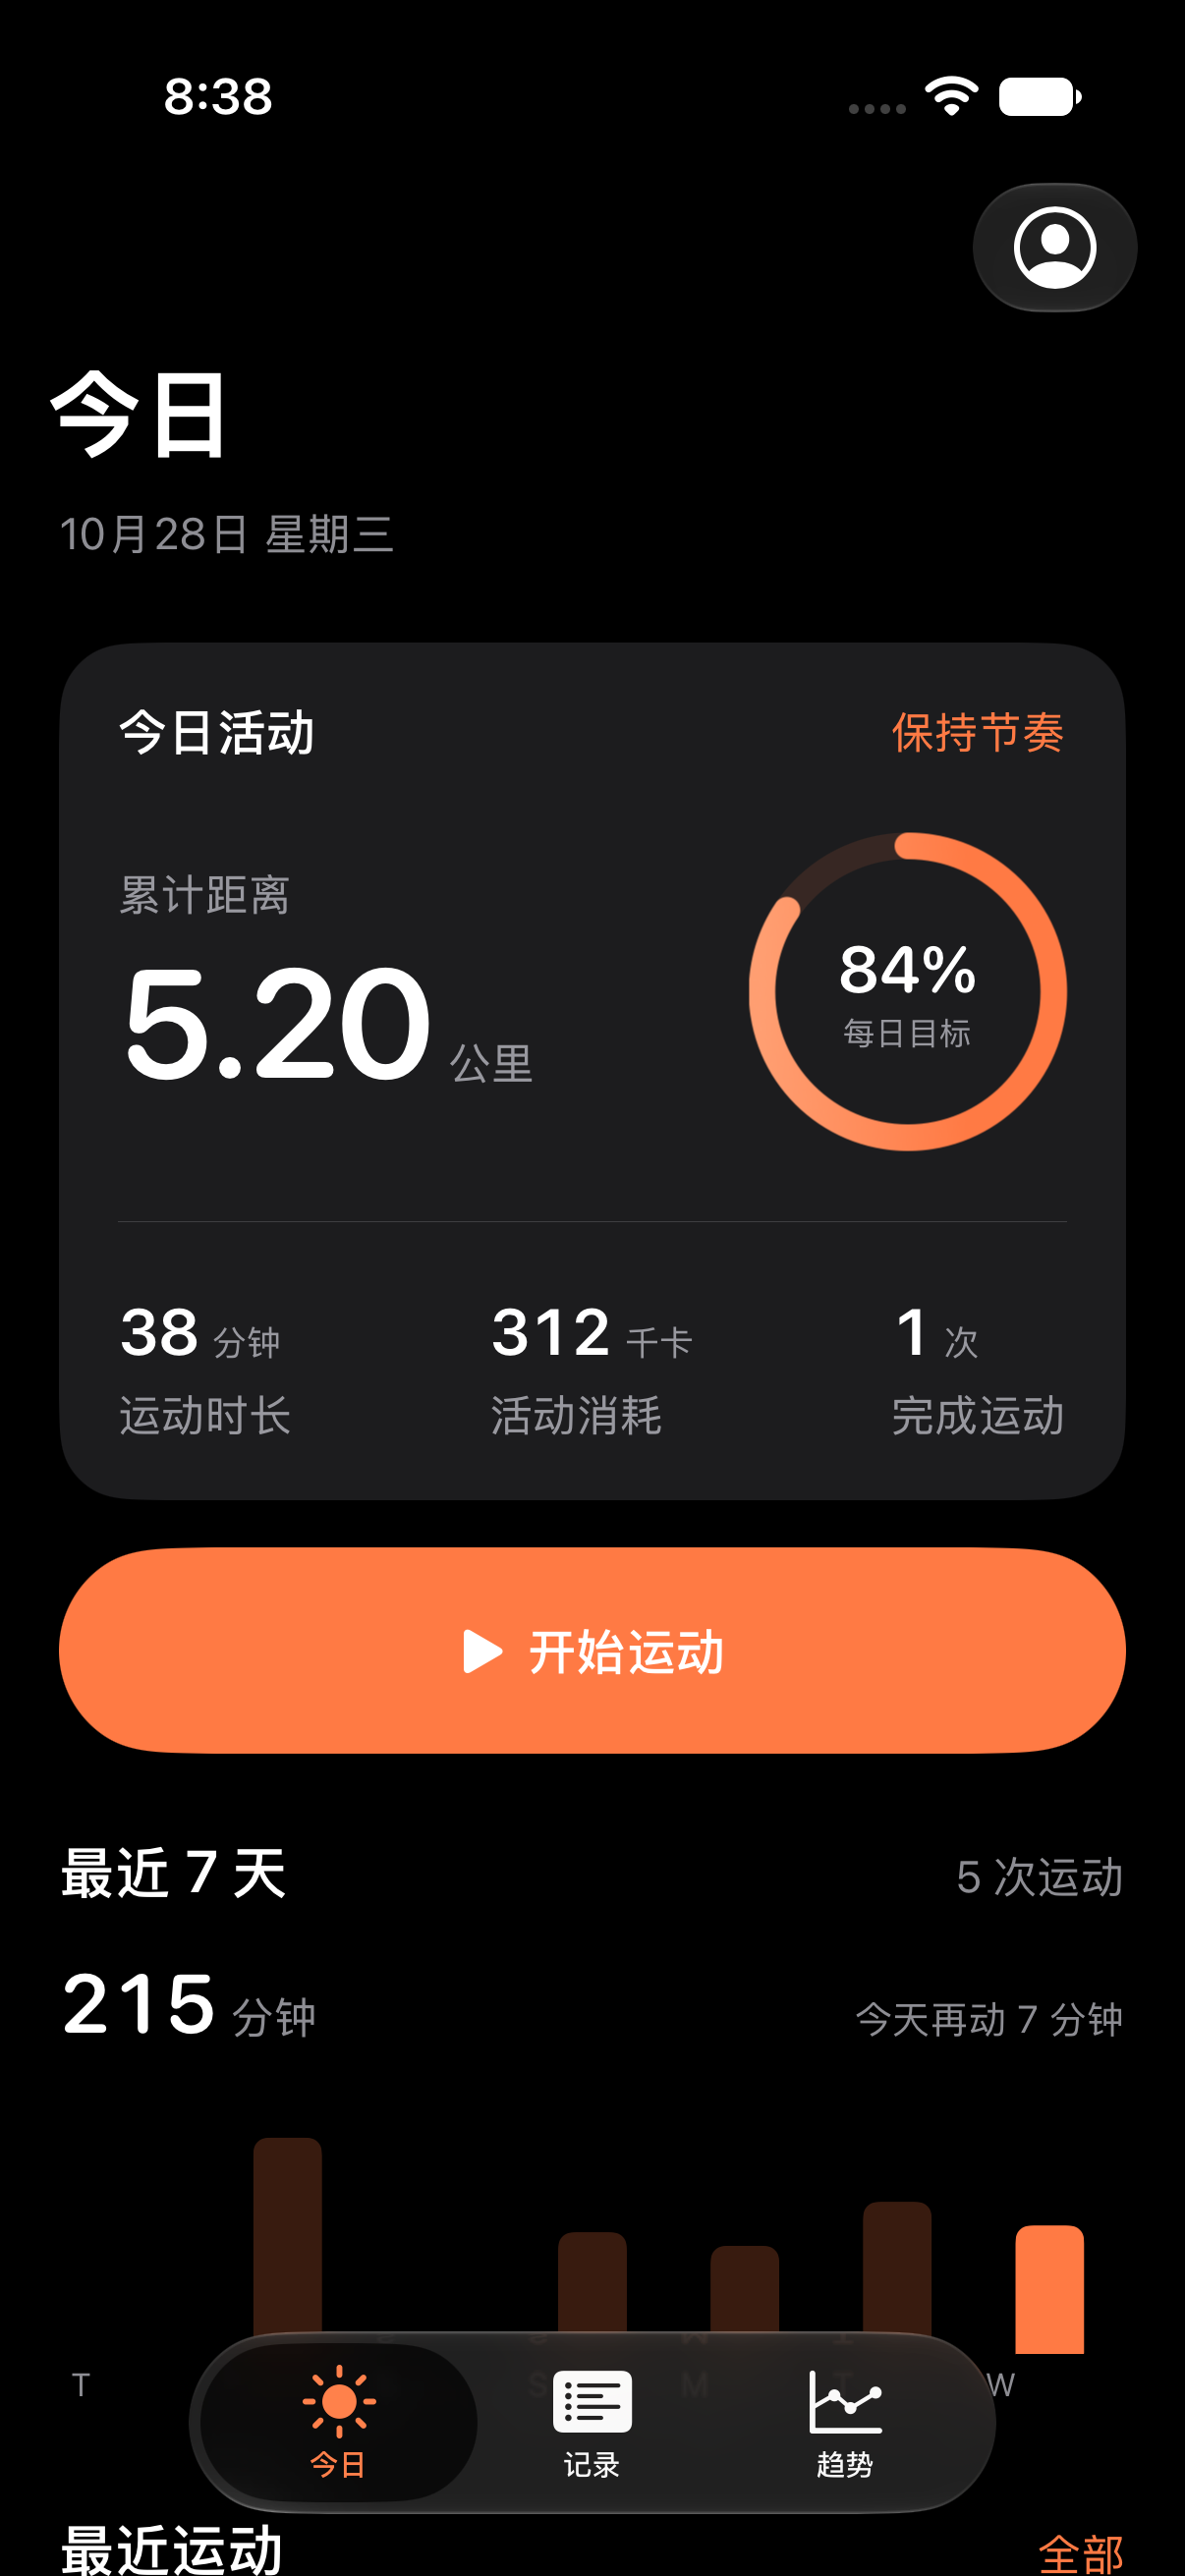 8:38
今日
10月28日 星期三
今日活动
保持节奏
累计距离
5.20 公里
84%
每日目标
38 分钟
312 千卡
1 次
运动时长
活动消耗
完成运动
开始运动
最近 7 天
5 次运动
215 分钟
今天再动 7 分钟
T
S
M
T
W
今日
记录
趋势
最近运动
全部